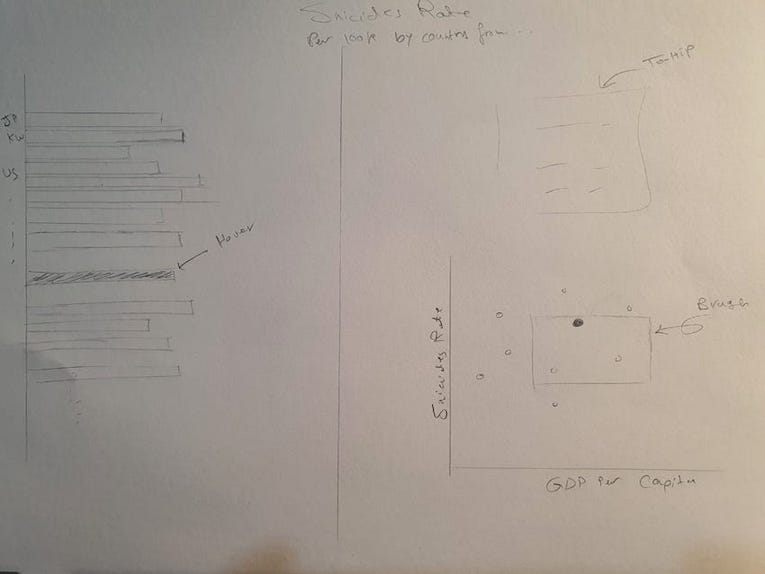 Suicides Rate
Per 100k by country from...
Tooltip
JP
KW
US
Hover
Brush
Suicides Rate
GDP Per Capita